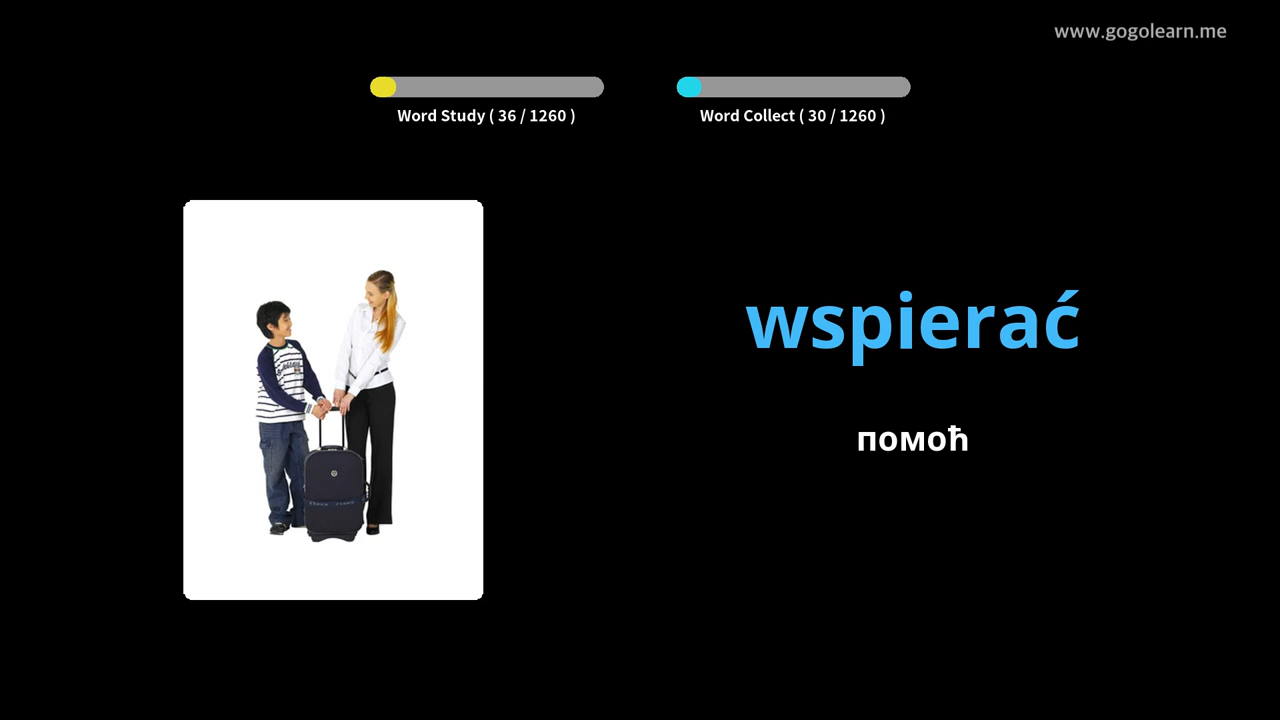 www.gogolearn.me
Word Study ( 36 / 1260 )
Word Collect ( 30 / 1260 )
wspierać
помоћ